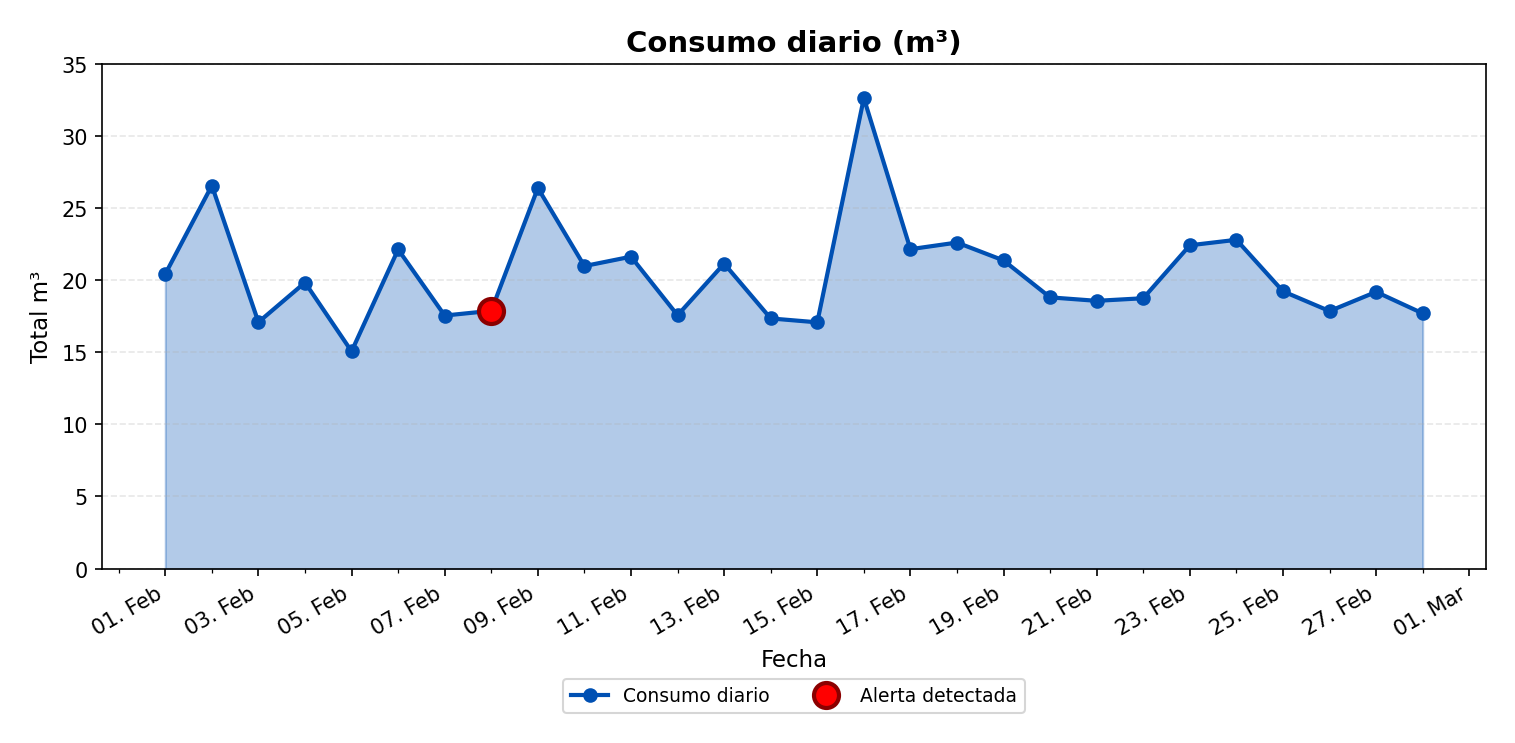 Consumo diario (m³)
35
30
25
20
15
10
5
0
Total m³
01. Feb
03. Feb
05. Feb
07. Feb
09. Feb
11. Feb
13. Feb
15. Feb
17. Feb
19. Feb
21. Feb
23. Feb
25. Feb
27. Feb
01. Mar
Fecha
Consumo diario
Alerta detectada